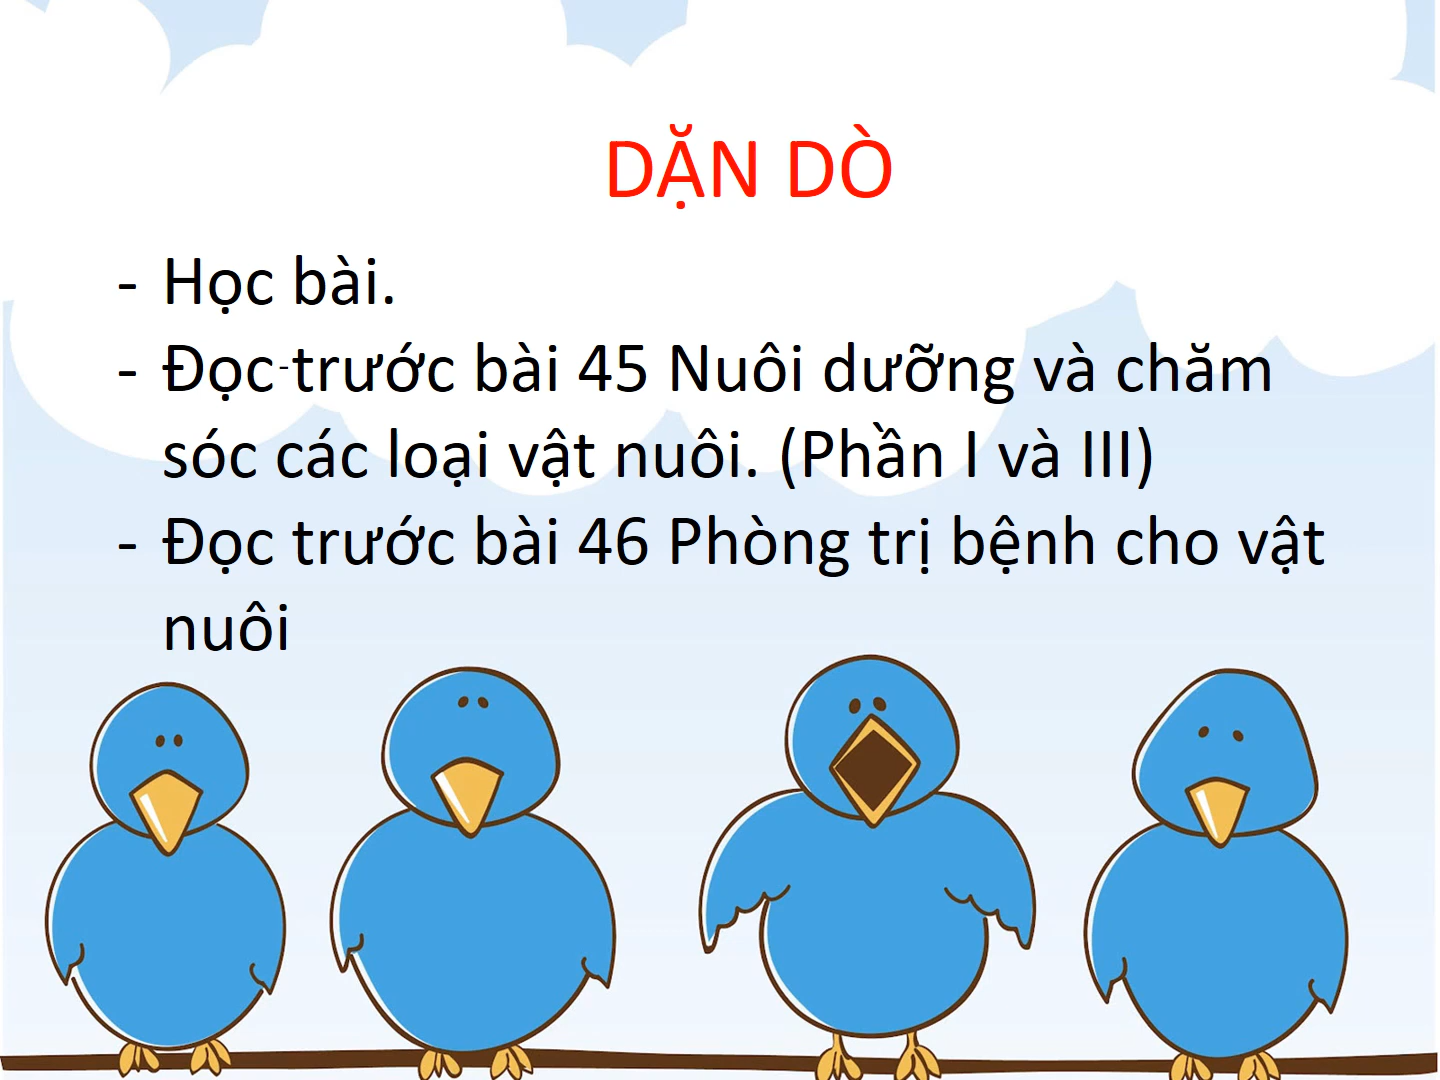 DẶN DÒ
- Học bài.
- Đọc trước bài 45 Nuôi dưỡng và chăm
sóc các loại vật nuôi. (Phần I và III)
- Đọc trước bài 46 Phòng trị bệnh cho vật
nuôi